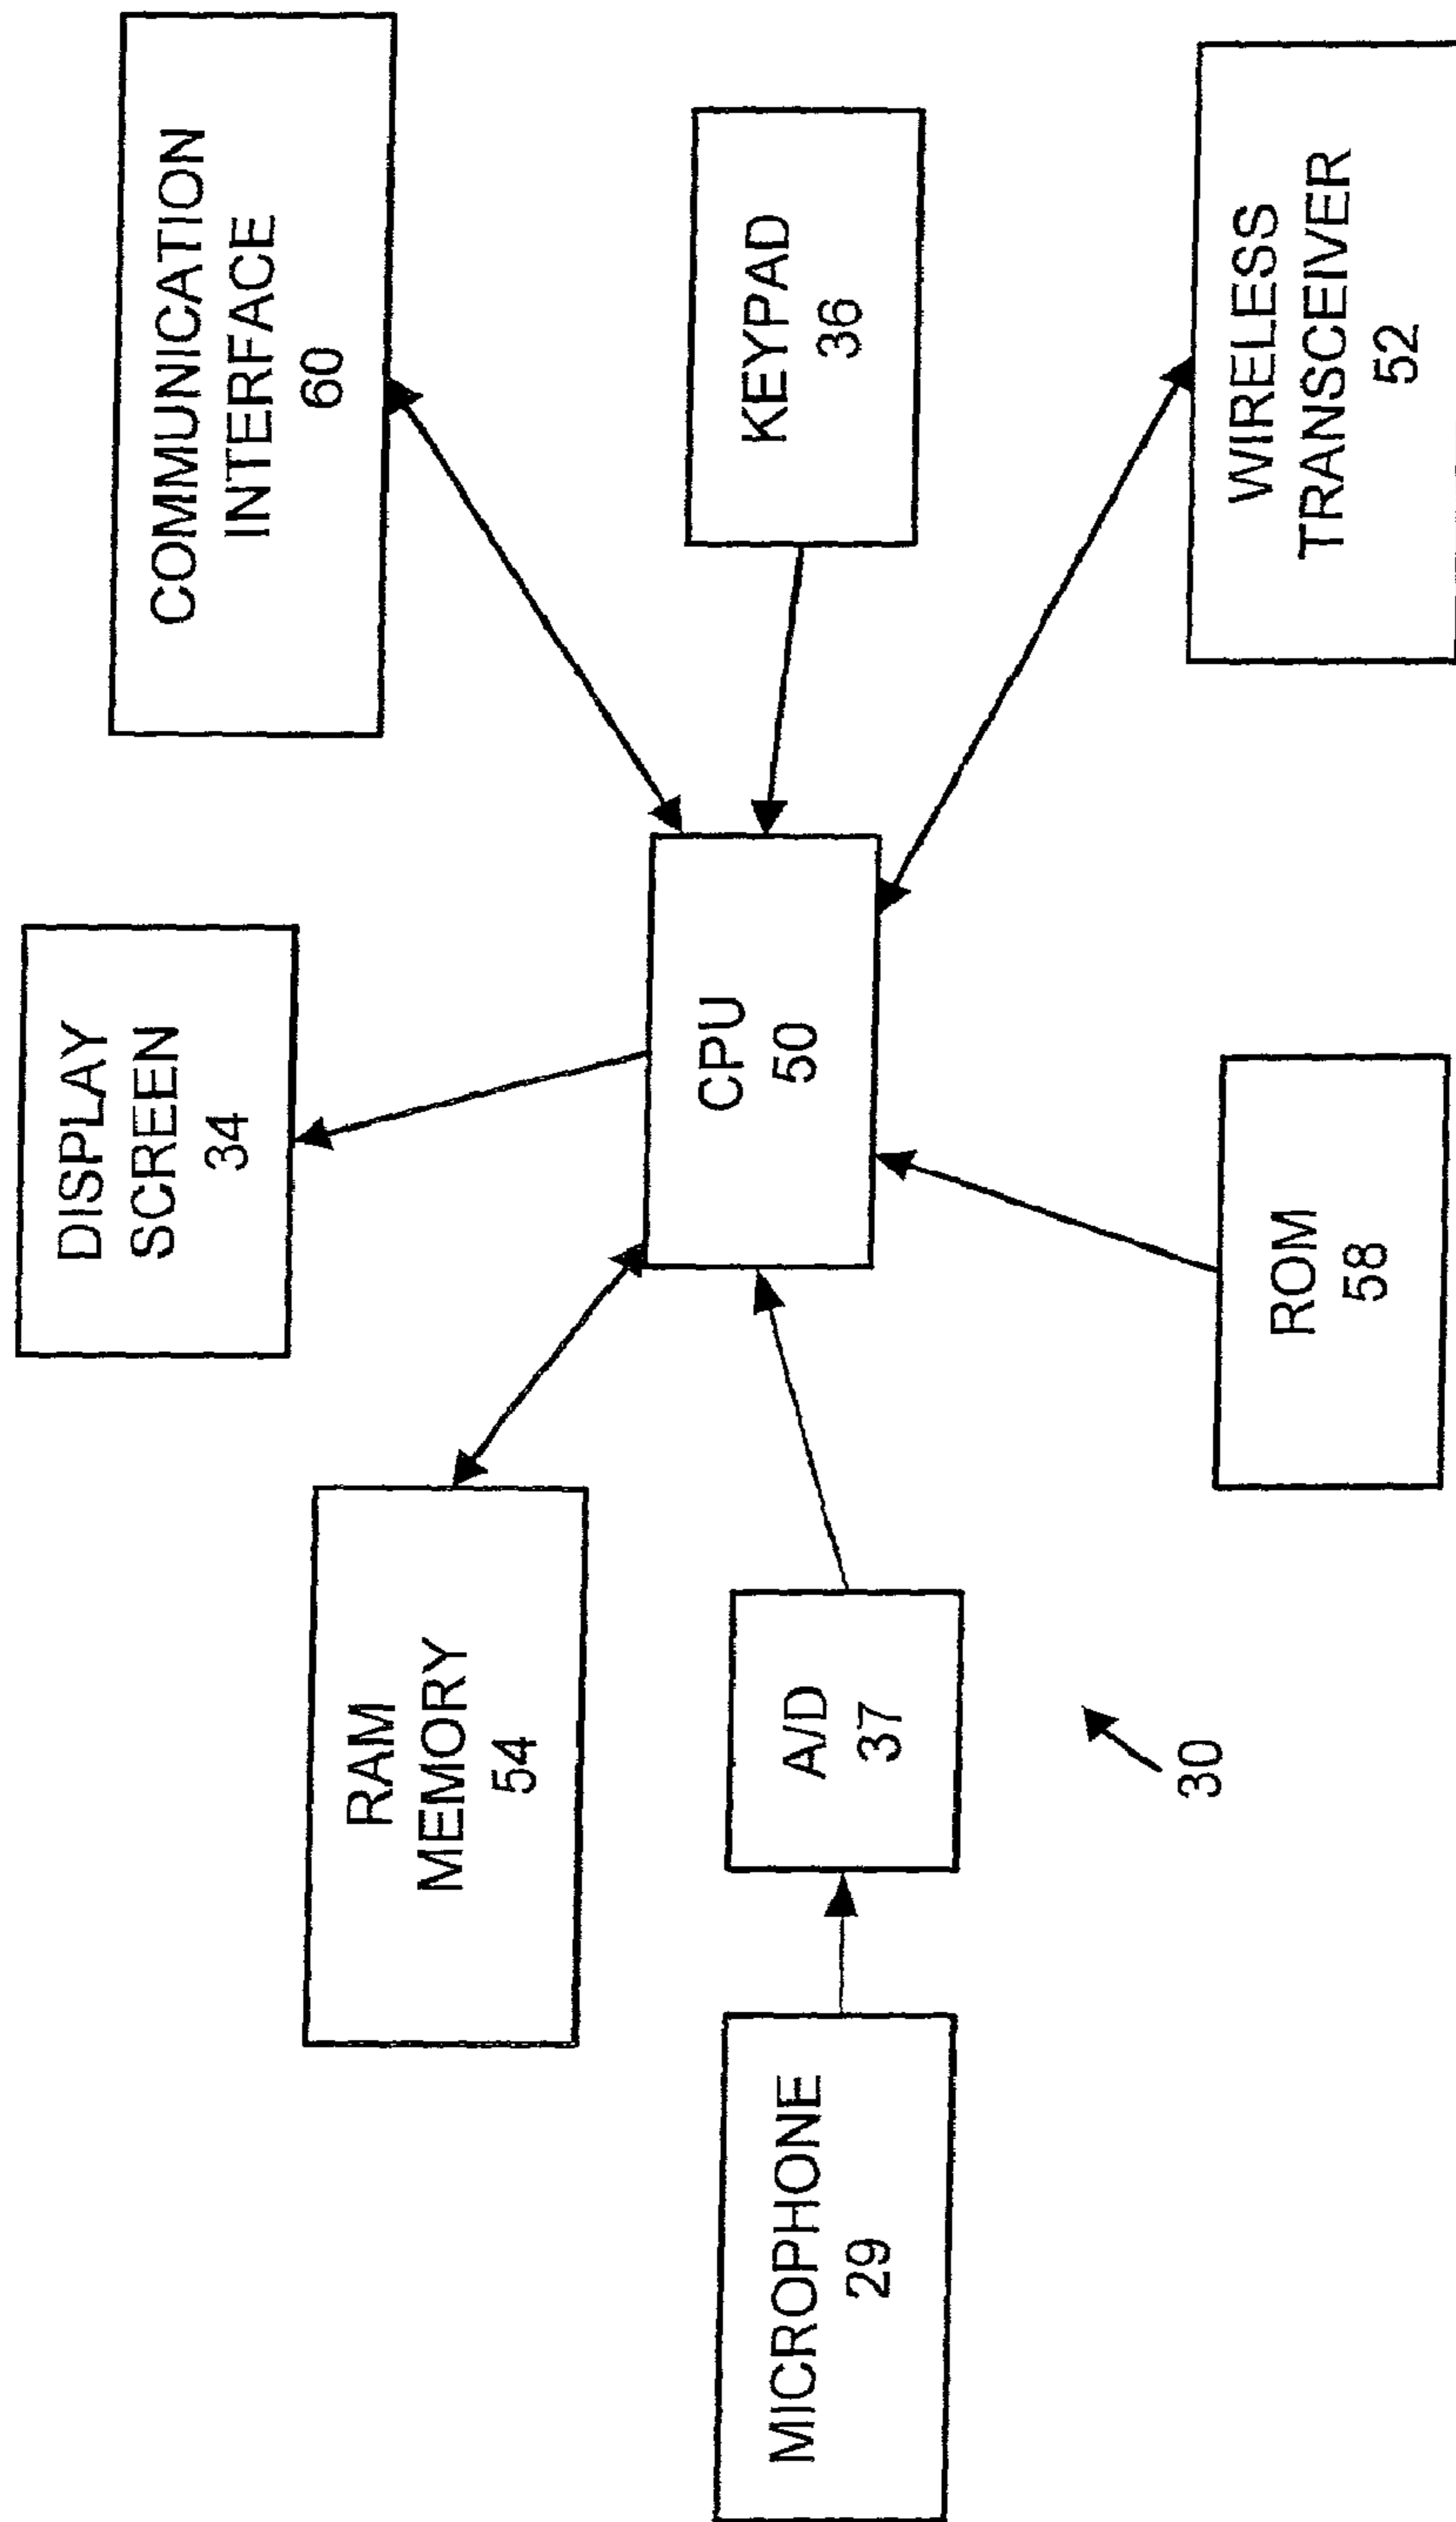 DISPLAY
SCREEN
34
COMMUNICATION
INTERFACE
60
RAM
MEMORY
54
CPU
50
KEYPAD
36
MICROPHONE
29
A/D
37
30
ROM
58
WIRELESS
TRANSCEIVER
52